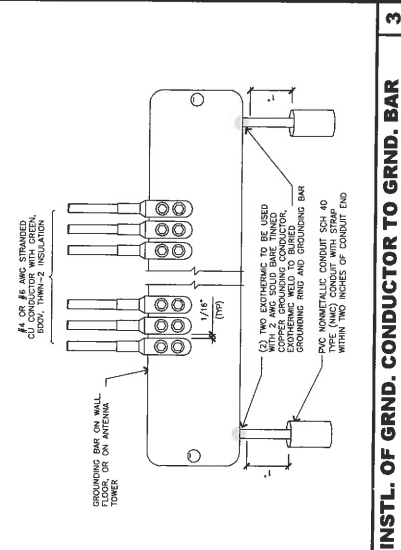 #4 OR #6 AWG STRANDED
CU CONDUCTOR WITH GREEN,
600V, THWN-2 INSULATION
GROUNDING BAR ON WALL,
FLOOR, OR ON ANTENNA
TOWER
1/16"
(TYP)
(2) TWO EXOTHERMIC TO BE USED
WITH 2 AWG SOLID BARE TINNED
COPPER GROUNDING CONDUCTOR,
EXOTHERMIC WELD TO BURIED
GROUNDING RING AND GROUNDING BAR
PVC NONMETALLIC CONDUIT SCH 40
TYPE (NMC) CONDUIT WITH STRAP
WITHIN TWO INCHES OF CONDUIT END
1'
1'
INSTL. OF GRND. CONDUCTOR TO GRND. BAR
3